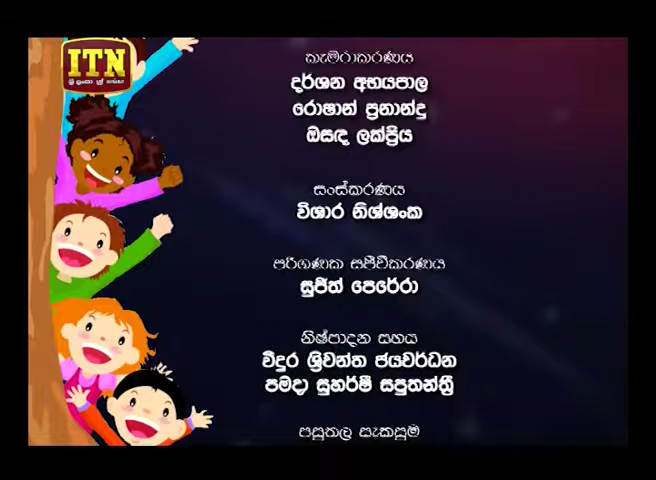 ITN
කැමරාකරණය
දර්ශන අභයපාල
රොෂාන් ප්‍රනාන්දු
ඔසඳ ලක්ප්‍රිය
සංස්කරණය
විශාර නිශ්ශංක
පරිගණක සජීවීකරණය
සුජිත් පෙරේරා
නිෂ්පාදන සහය
විදුර ශ්‍රීවන්ත ජයවර්ධන
පමදා සුහර්ෂී සපුතන්ත්‍රී
පසුතල සැකසුම්